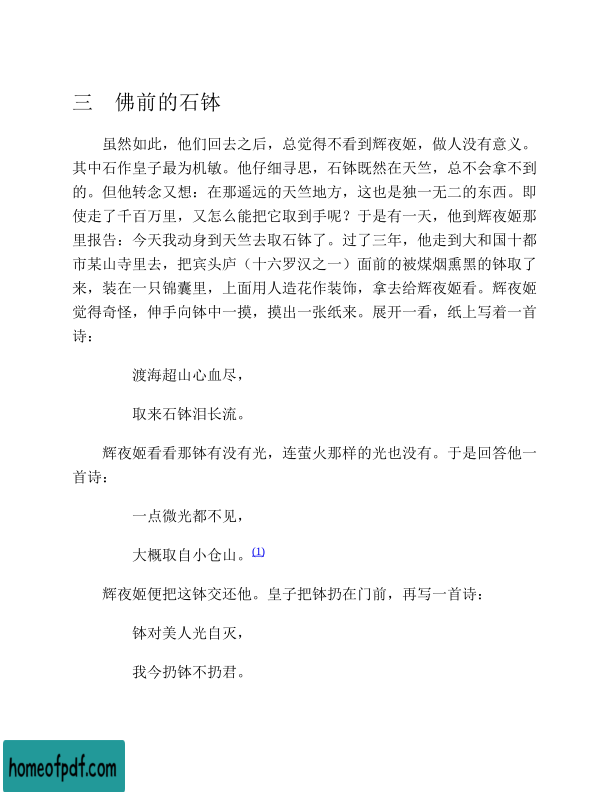 三　佛前的石钵
虽然如此，他们回去之后，总觉得不看到辉夜姬，做人没有意义。
其中石作皇子最为机敏。他仔细寻思，石钵既然在天竺，总不会拿不到
的。但他转念又想：在那遥远的天竺地方，这也是独一无二的东西。即
使走了千百万里，又怎么能把它取到手呢？于是有一天，他到辉夜姬那
里报告：今天我动身到天竺去取石钵了。过了三年，他走到大和国十都
市某山寺里去，把宾头庐（十六罗汉之一）面前的被煤烟熏黑的钵取了
来，装在一只锦囊里，上面用人造花作装饰，拿去给辉夜姬看。辉夜姬
觉得奇怪，伸手向钵中一摸，摸出一张纸来。展开一看，纸上写着一首
诗：
渡海超山心血尽，
取来石钵泪长流。
辉夜姬看看那钵有没有光，连萤火那样的光也没有。于是回答他一
首诗：
一点微光都不见，
大概取自小仓山。(1)
辉夜姬便把这钵交还他。皇子把钵扔在门前，再写一首诗：
钵对美人光自灭，
我今扔钵不扔君。
homeofpdf.com